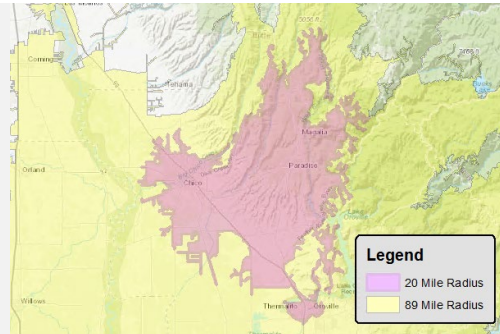 Corning
Tehama
Magalia
Orland
Paradise
Chico
Willows
Thermalito
Oroville
Legend
20 Mile Radius
89 Mile Radius